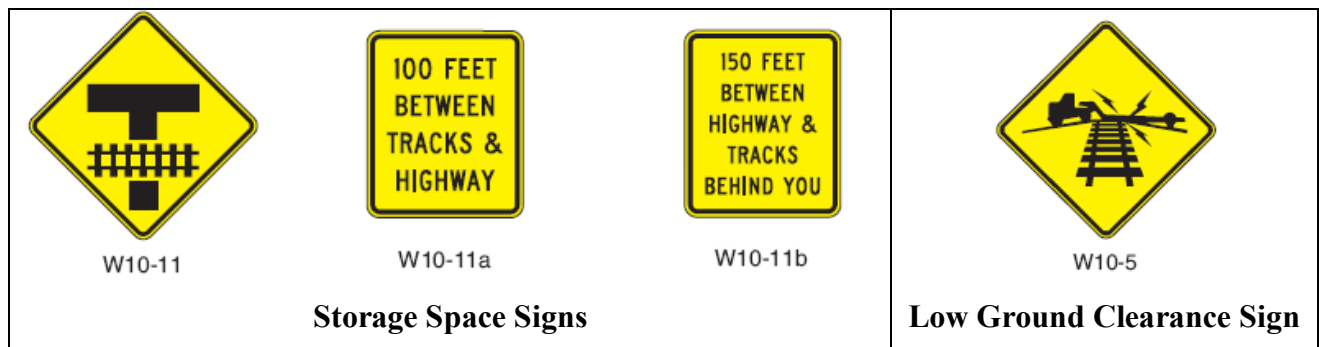 100 FEET
BETWEEN
TRACKS &
HIGHWAY
150 FEET
BETWEEN
HIGHWAY &
TRACKS
BEHIND YOU
W10-11
W10-11a
W10-11b
W10-5
Storage Space Signs
Low Ground Clearance Sign